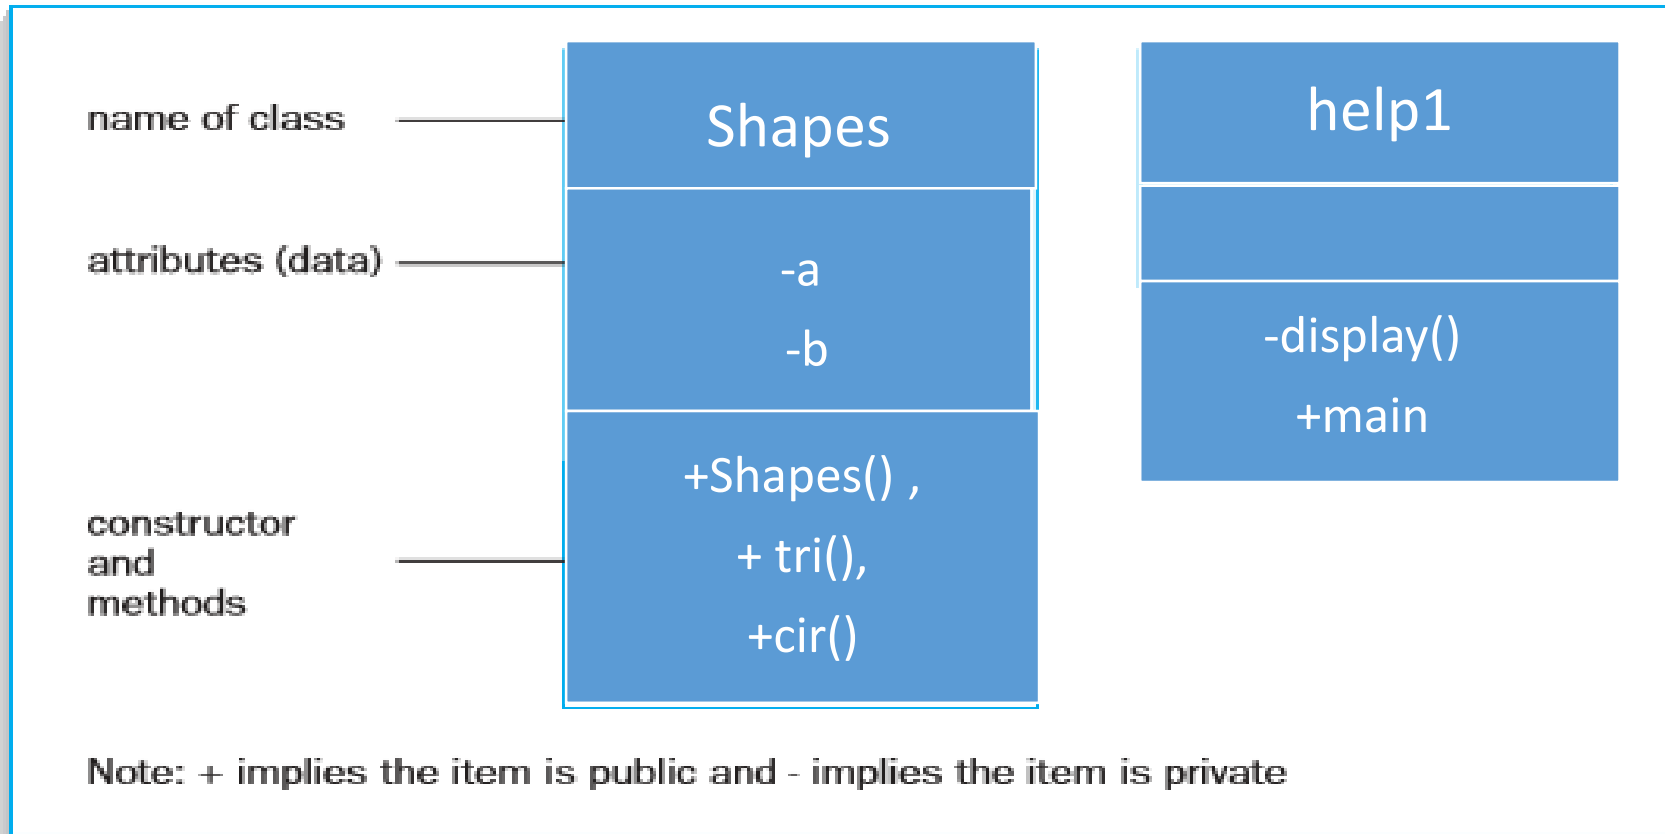 name of class
Shapes
help1
attributes (data)
-a
-b
-display()
+main
constructor
and
methods
+Shapes() ,
+ tri(),
+cir()
Note: + implies the item is public and - implies the item is private